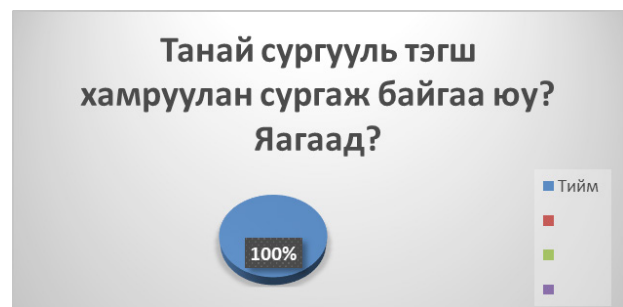 Танай сургууль тэгш
хамруулан сургаж байгаа юу?
Яагаад?
Тийм
100%